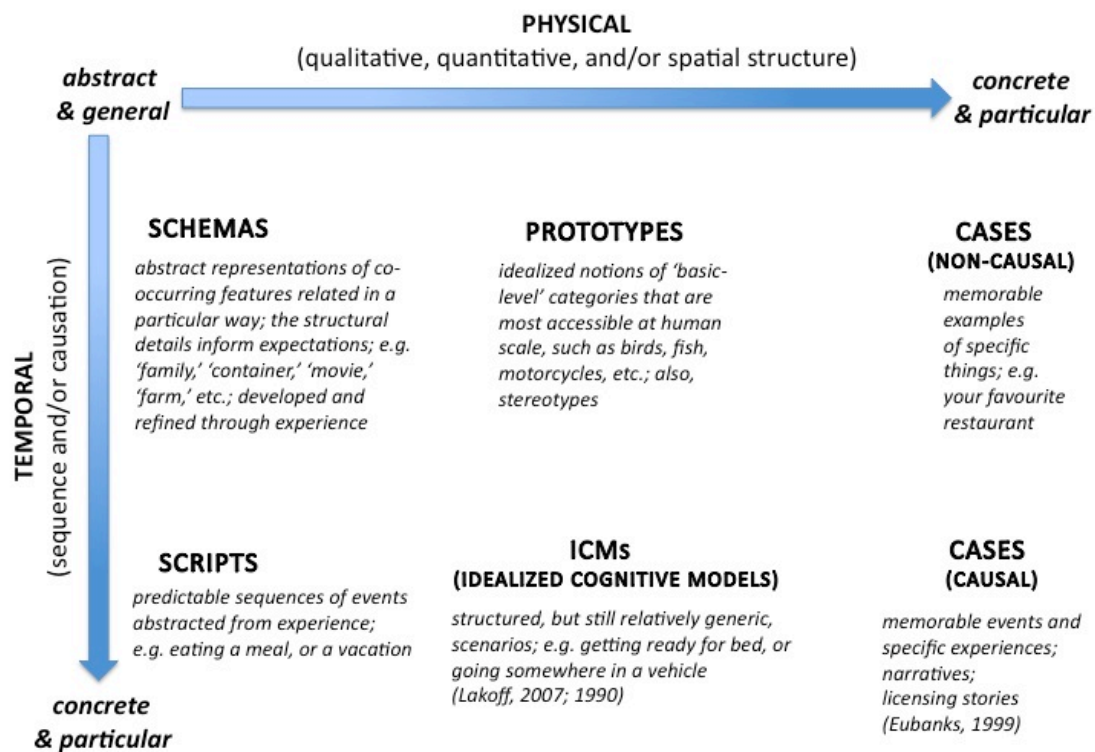 PHYSICAL
(qualitative, quantitative, and/or spatial structure)
abstract
& general
concrete
& particular
TEMPORAL
(sequence and/or causation)
SCHEMAS
abstract representations of co-
occurring features related in a
particular way; the structural
details inform expectations; e.g.
‘family,’ ‘container,’ ‘movie,’
‘farm,’ etc.; developed and
refined through experience
PROTOTYPES
idealized notions of ‘basic-
level’ categories that are
most accessible at human
scale, such as birds, fish,
motorcycles, etc.; also,
stereotypes
CASES
(NON-CAUSAL)
memorable
examples
of specific
things; e.g.
your favourite
restaurant
SCRIPTS
predictable sequences of events
abstracted from experience;
e.g. eating a meal, or a vacation
ICMs
(IDEALIZED COGNITIVE MODELS)
structured, but still relatively generic,
scenarios; e.g. getting ready for bed, or
going somewhere in a vehicle
(Lakoff, 2007; 1990)
CASES
(CAUSAL)
memorable events and
specific experiences;
narratives;
licensing stories
(Eubanks, 1999)
concrete
& particular